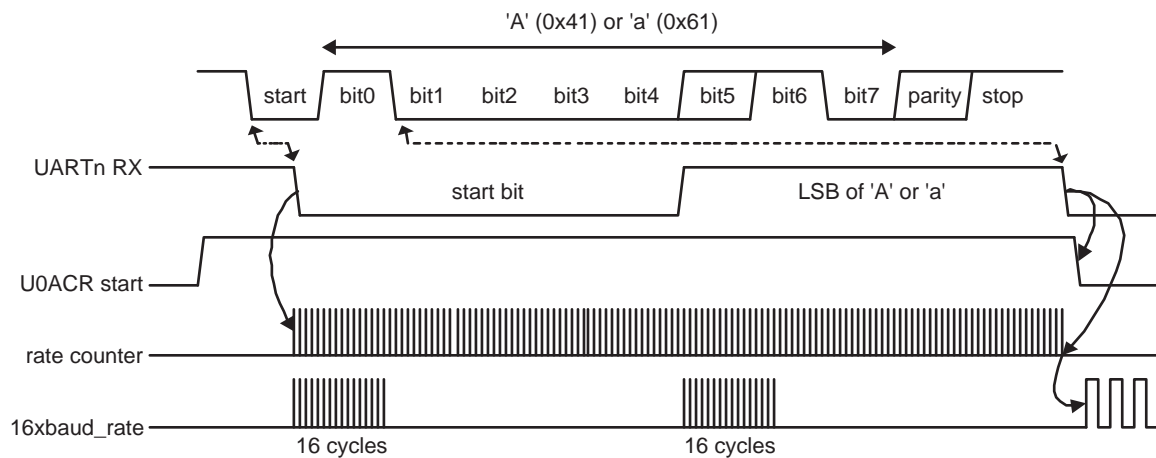 'A' (0x41) or 'a' (0x61)
start bit0 bit1 bit2 bit3 bit4 bit5 bit6 bit7 parity stop
UARTn RX
start bit LSB of 'A' or 'a'
U0ACR start
rate counter
16xbaud_rate
16 cycles 16 cycles